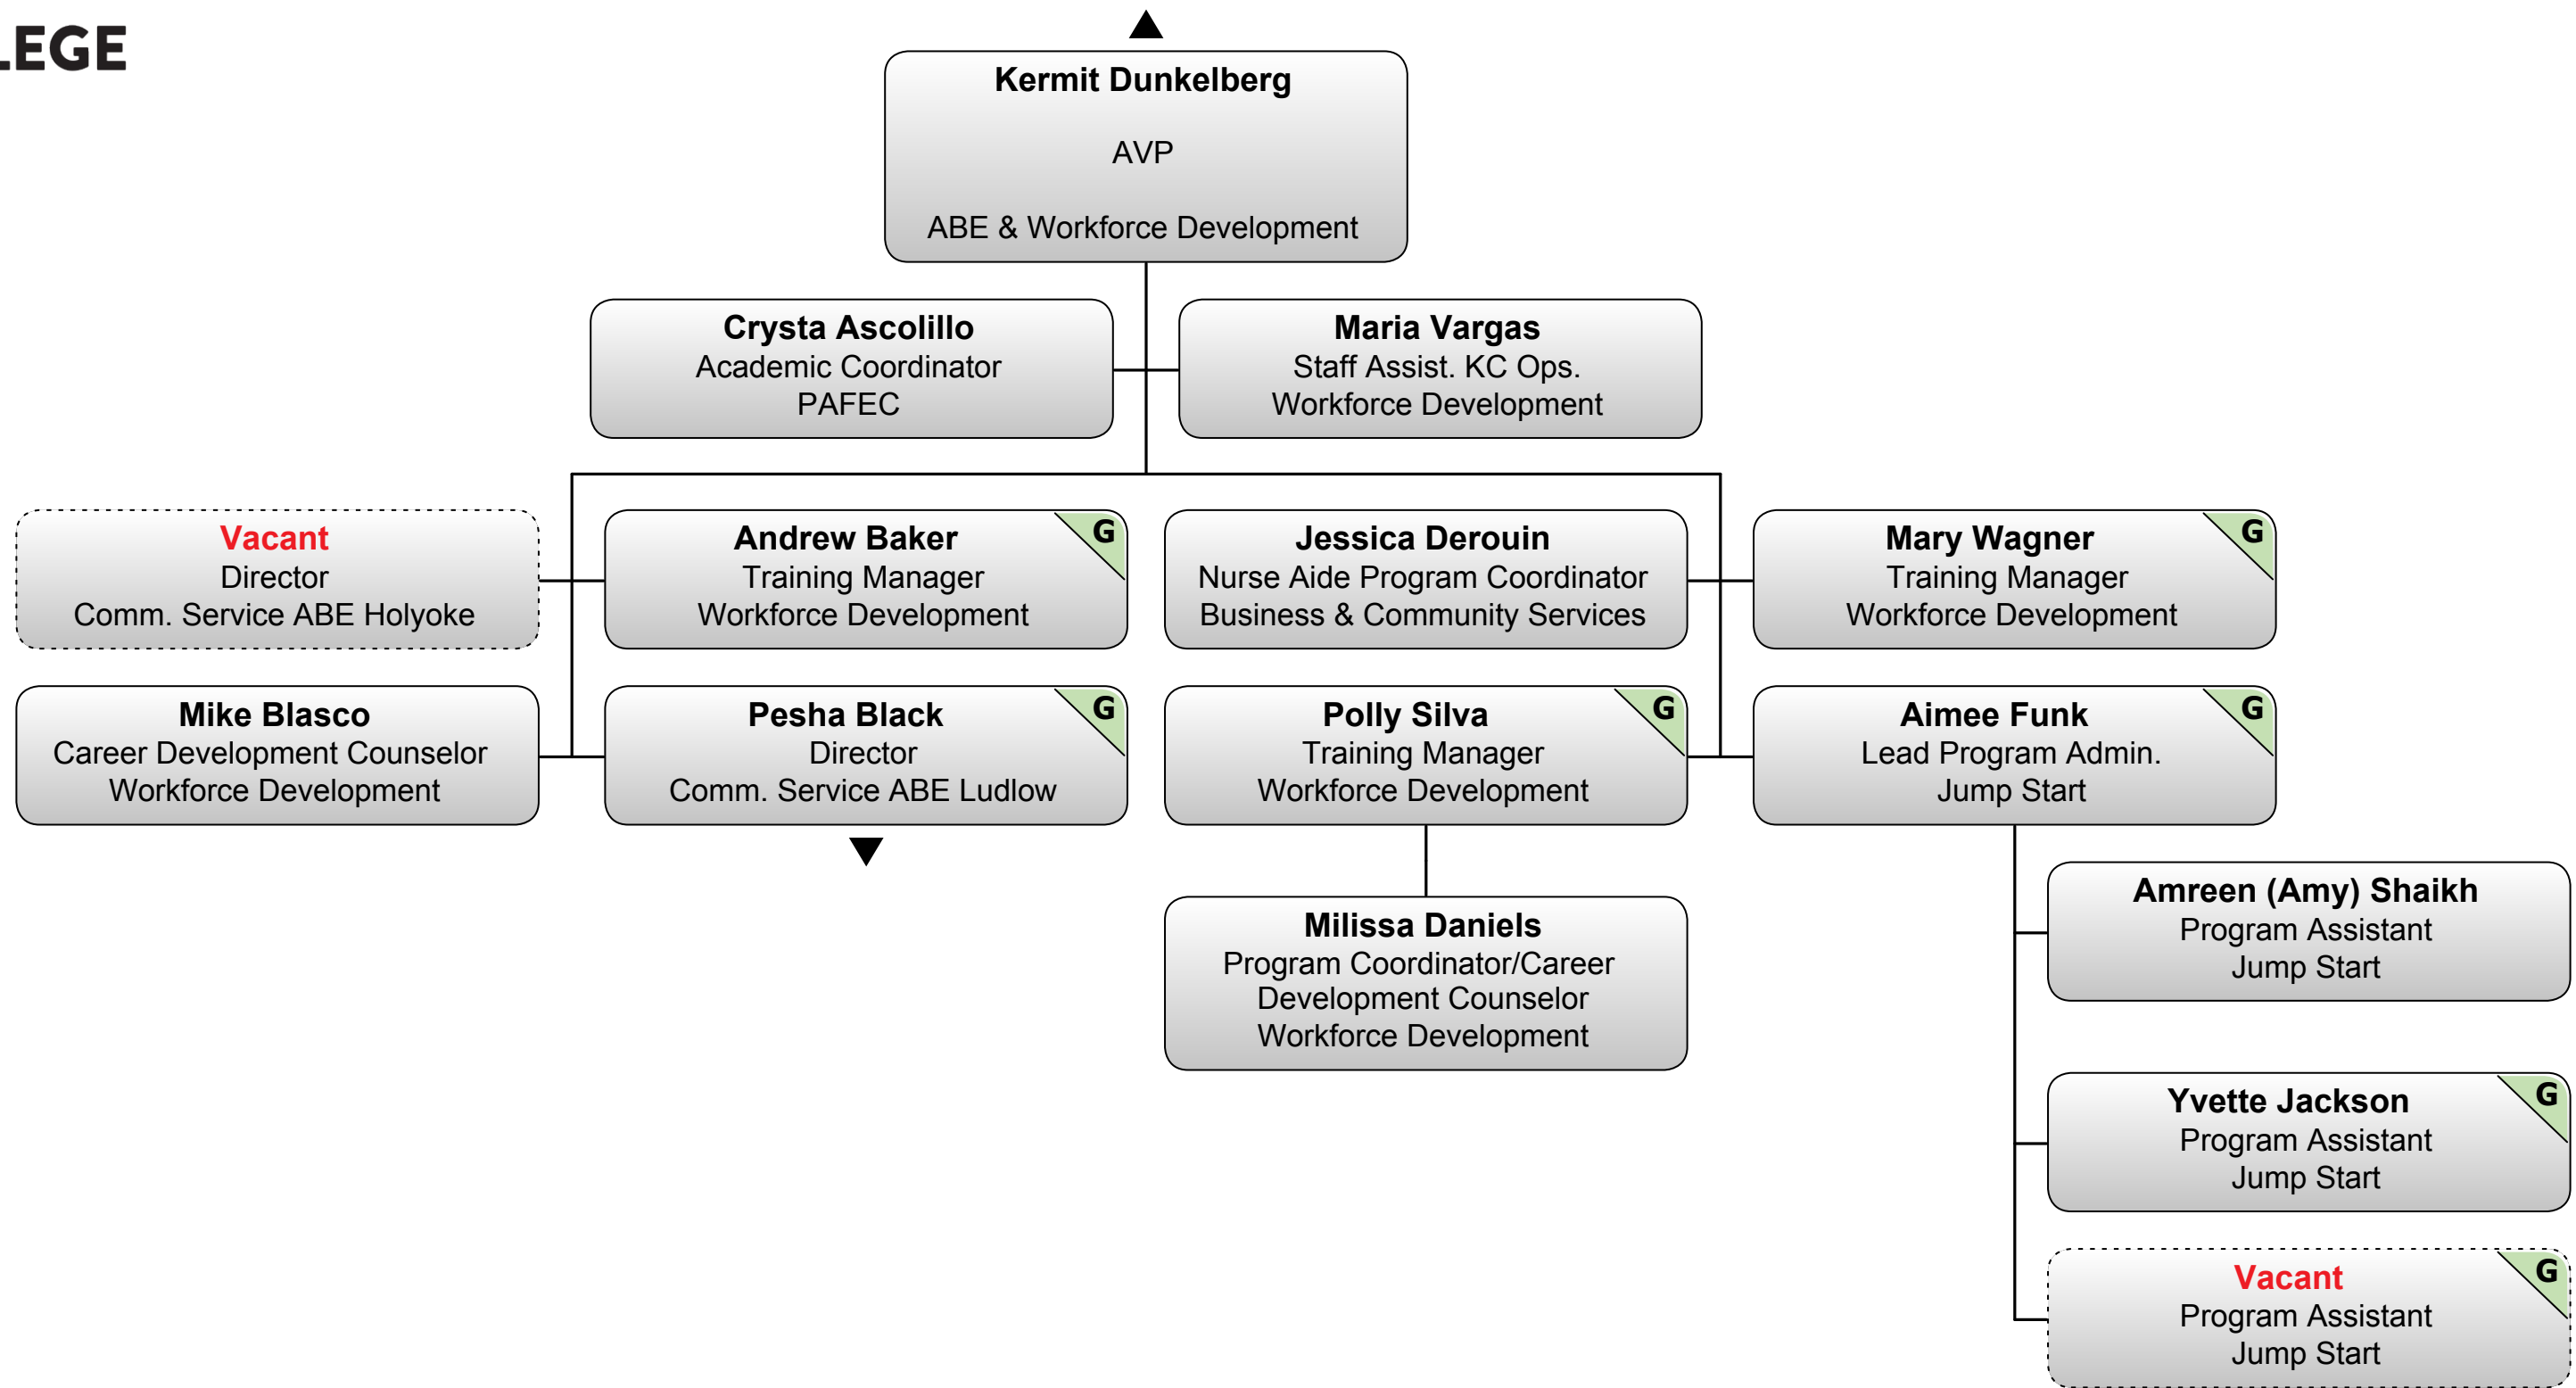 LEGE
Kermit Dunkelberg
AVP
ABE & Workforce Development
Crysta Ascolillo
Academic Coordinator
PAFEC
Maria Vargas
Staff Assist. KC Ops.
Workforce Development
Vacant
Director
Comm. Service ABE Holyoke
Andrew Baker
Training Manager
Workforce Development
G
Jessica Derouin
Nurse Aide Program Coordinator
Business & Community Services
Mary Wagner
Training Manager
Workforce Development
G
Mike Blasco
Career Development Counselor
Workforce Development
Pesha Black
Director
Comm. Service ABE Ludlow
G
Polly Silva
Training Manager
Workforce Development
G
Aimee Funk
Lead Program Admin.
Jump Start
G
Milissa Daniels
Program Coordinator/Career
Development Counselor
Workforce Development
Amreen (Amy) Shaikh
Program Assistant
Jump Start
Yvette Jackson
Program Assistant
Jump Start
G
Vacant
Program Assistant
Jump Start
G